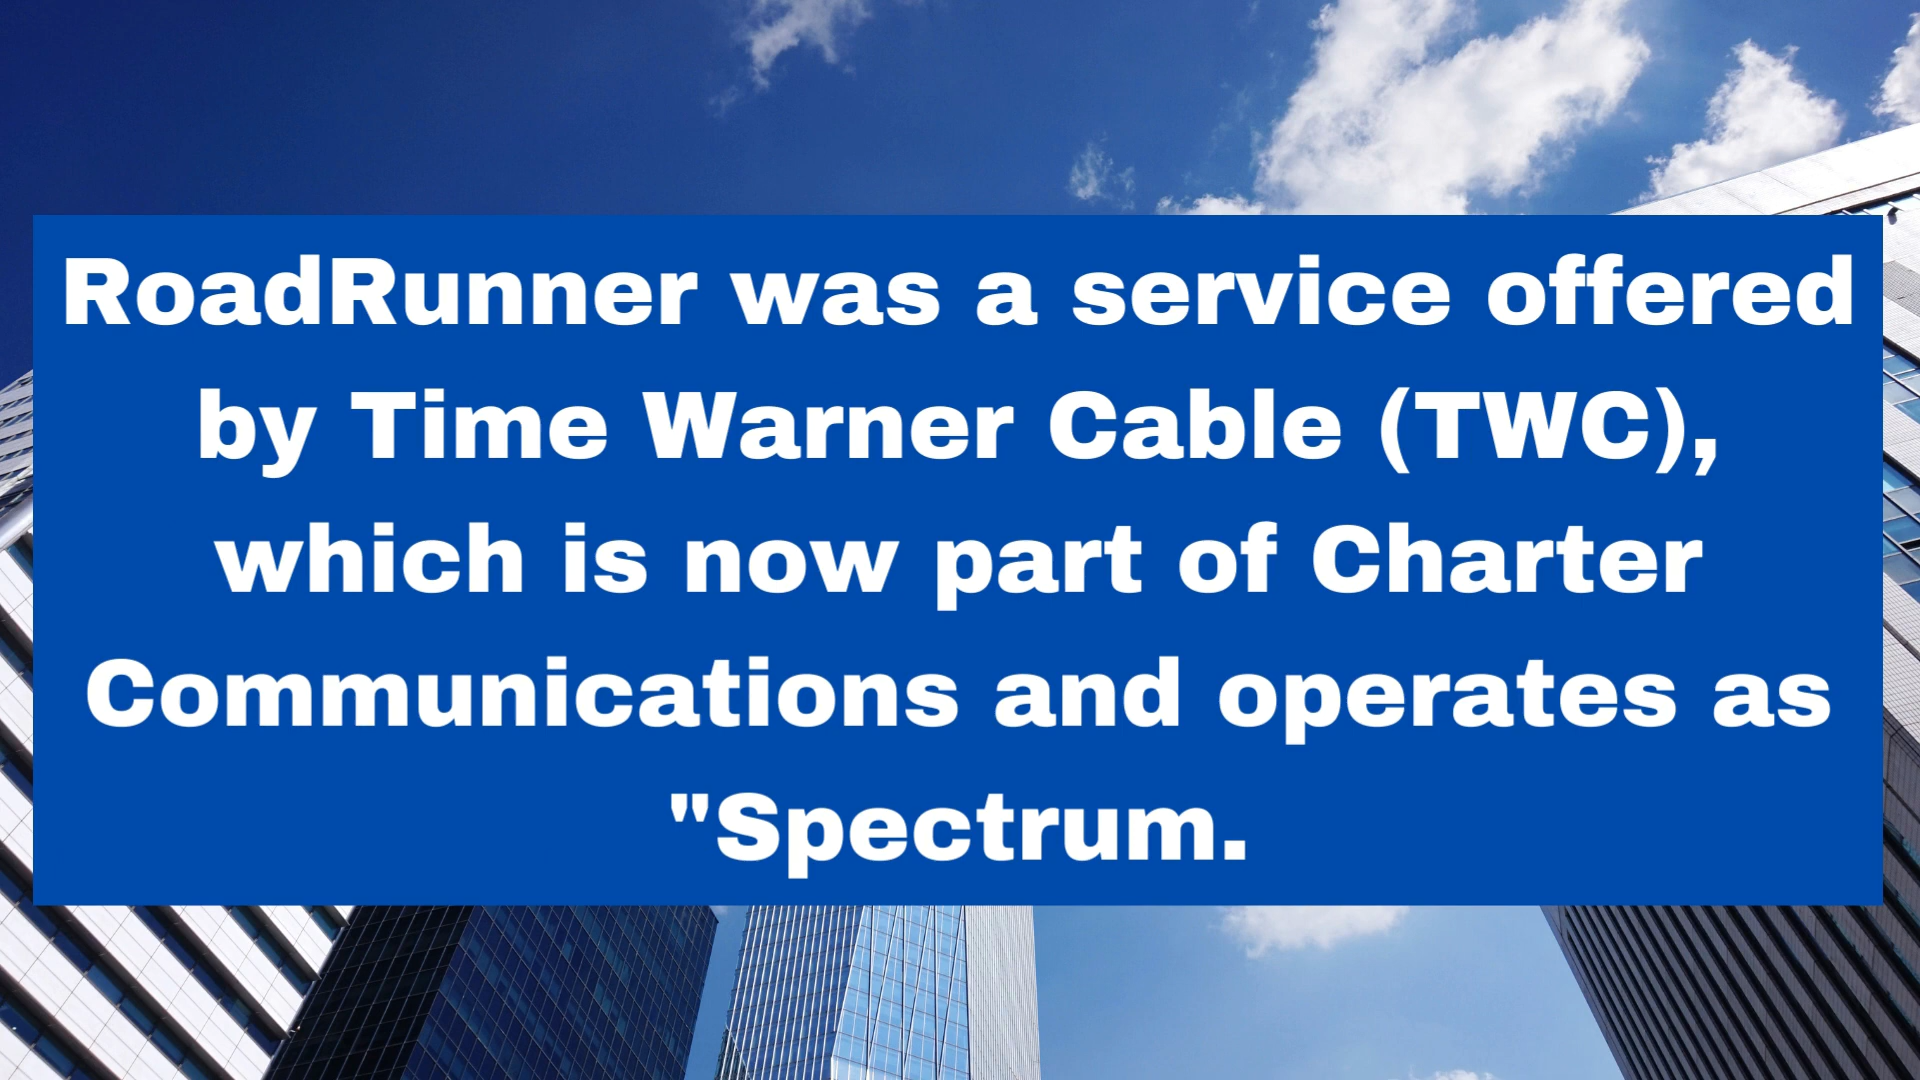 RoadRunner was a service offered
by Time Warner Cable (TWC),
which is now part of Charter
Communications and operates as
"Spectrum.